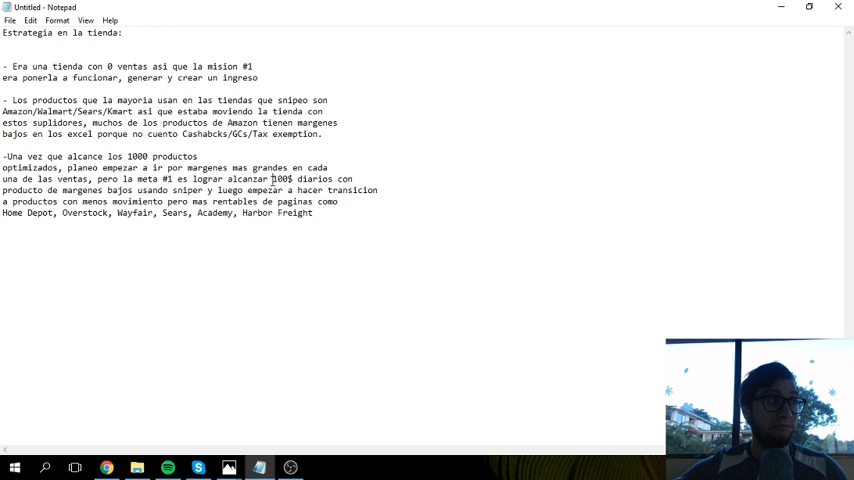 Untitled - Notepad
File Edit Format View Help
Estrategia en la tienda:
- Era una tienda con 0 ventas asi que la mision #1
era ponerla a funcionar, generar y crear un ingreso
- Los productos que la mayoria usan en las tiendas que snipeo son
Amazon/Walmart/Sears/Kmart asi que estaba moviendo la tienda con
estos suplidores, muchos de los productos de Amazon tienen margenes
bajos en los excel porque no cuento Cashabcks/GCs/Tax exemption.
-Una vez que alcance los 1000 productos
optimizados, planeo empezar a ir por margenes mas grandes en cada
una de las ventas, pero la meta #1 es lograr alcanzar 100$ diarios con
producto de margenes bajos usando sniper y luego empezar a hacer transicion
a productos con menos movimiento pero mas rentables de paginas como
Home Depot, Overstock, Wayfair, Sears, Academy, Harbor Freight